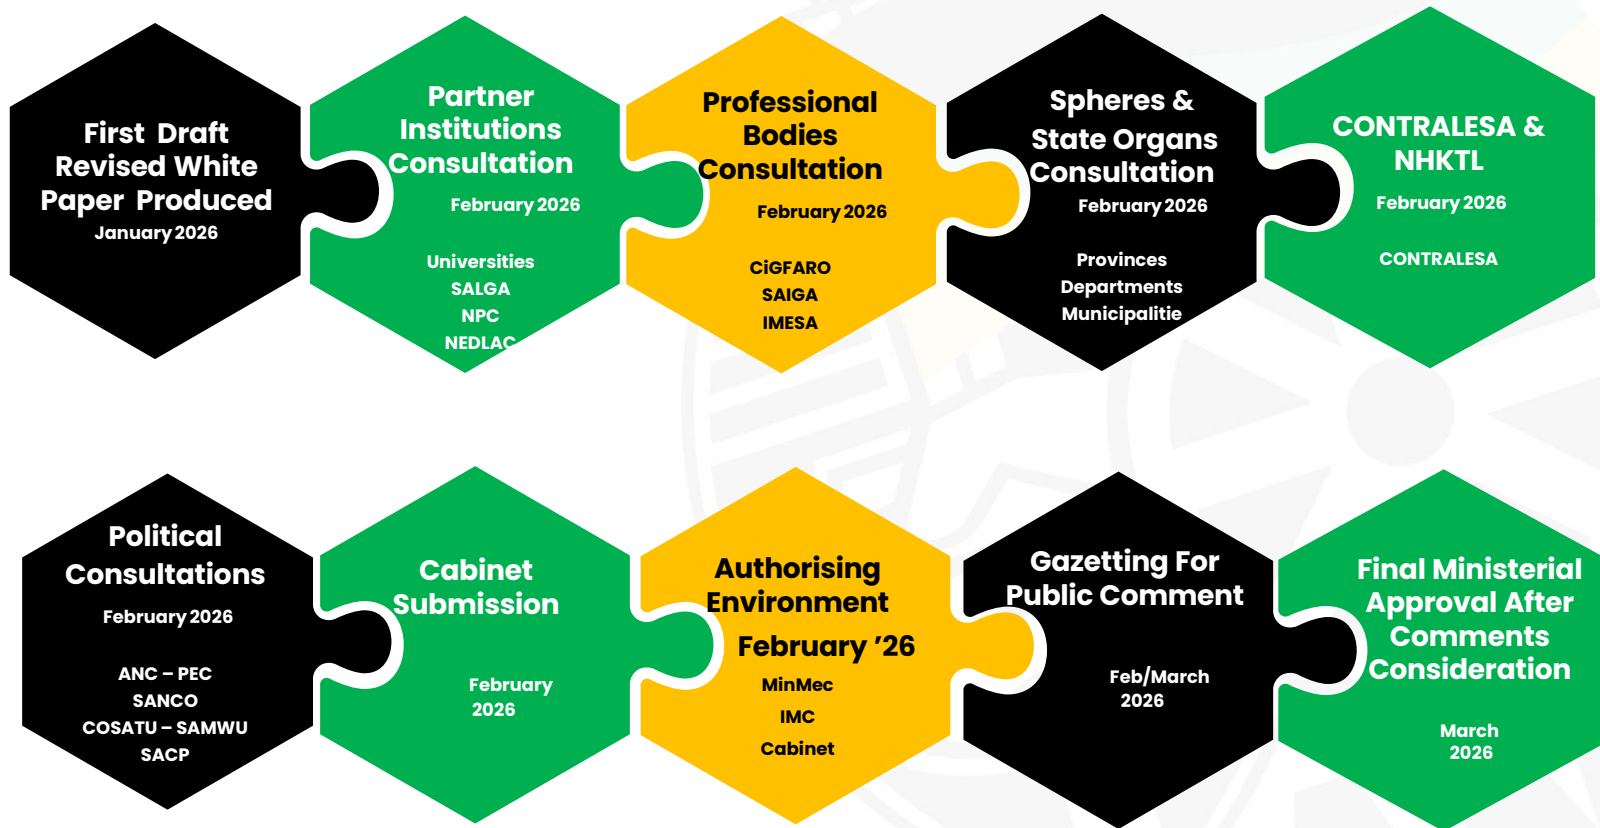 First Draft
Revised White
Paper Produced
January 2026
Partner
Institutions
Consultation
February 2026
Universities
SALGA
NPC
NEDLAC
Professional
Bodies
Consultation
February 2026
CiGFARO
SAIGA
IMESA
Spheres &
State Organs
Consultation
February 2026
Provinces
Departments
Municipalitie
CONTRALESA &
NHKTL
February 2026
CONTRALESA
Political
Consultations
February 2026
ANC – PEC
SANCO
COSATU – SAMWU
SACP
Cabinet
Submission
February
2026
Authorising
Environment
February ’26
MinMec
IMC
Cabinet
Gazetting For
Public Comment
Feb/March
2026
Final Ministerial
Approval After
Comments
Consideration
March
2026